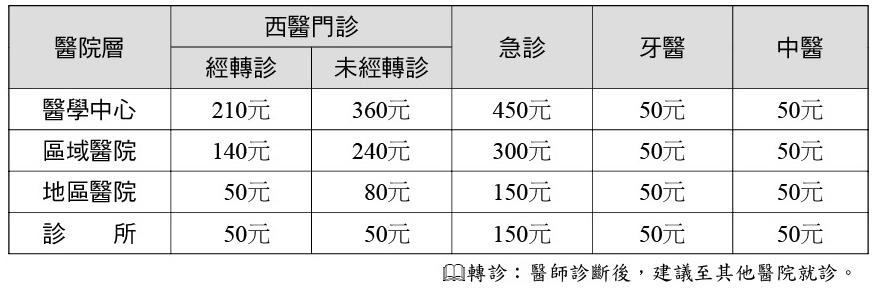 醫院層 西醫門診 急診 牙醫 中醫
經轉診 未經轉診
醫學中心 210元 360元 450元 50元 50元
區域醫院 140元 240元 300元 50元 50元
地區醫院 50元 80元 150元 50元 50元
診　所 50元 50元 150元 50元 50元
🕮轉診：醫師診斷後，建議至其他醫院就診。